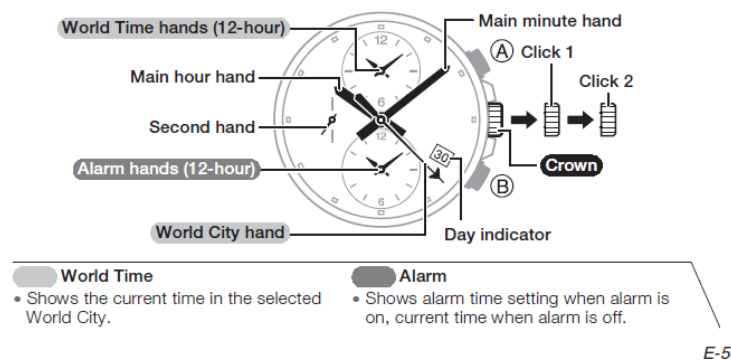 World Time hands (12-hour)
Main minute hand
12
A
Click 1
Main hour hand
Click 2
6
Second hand
12
30
Alarm hands (12-hour)
Crown
B
6
World City hand
Day indicator
World Time
• Shows the current time in the selected
World City.
Alarm
• Shows alarm time setting when alarm is
on, current time when alarm is off.
E-5